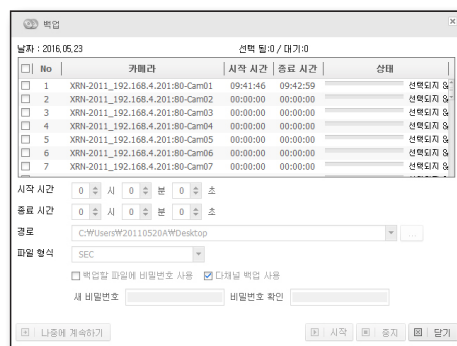 백업
날짜 : 2016.05.23 선택 됨:0 / 대기:0
No 카메라 시작 시간 종료 시간 상태
1 XRN-2011_192.168.4.201:80-Cam01 09:41:46 09:42:59 선택되지 않
2 XRN-2011_192.168.4.201:80-Cam02 00:00:00 00:00:00 선택되지 않
3 XRN-2011_192.168.4.201:80-Cam03 00:00:00 00:00:00 선택되지 않
4 XRN-2011_192.168.4.201:80-Cam04 00:00:00 00:00:00 선택되지 않
5 XRN-2011_192.168.4.201:80-Cam05 00:00:00 00:00:00 선택되지 않
6 XRN-2011_192.168.4.201:80-Cam06 00:00:00 00:00:00 선택되지 않
7 XRN-2011_192.168.4.201:80-Cam07 00:00:00 00:00:00 선택되지 않
시작 시간 0 시 0 분 0 초
종료 시간 0 시 0 분 0 초
경로 C:₩Users₩20110520A₩Desktop ...
파일 형식 SEC
백업할 파일에 비밀번호 사용 다채널 백업 사용
새 비밀번호 비밀번호 확인
나중에 계속하기 시작 중지 닫기